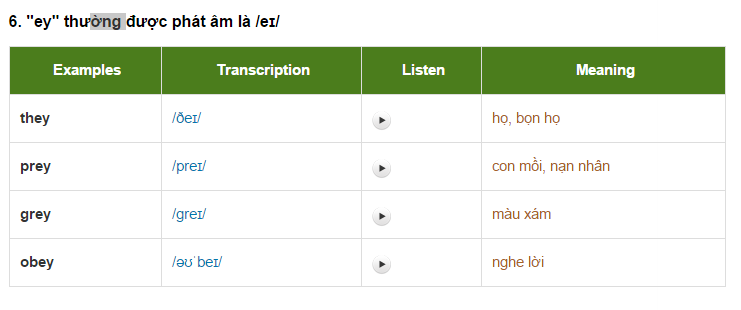 6. "ey" thường được phát âm là /eɪ/
Examples Transcription Listen Meaning
they /ðeɪ/ họ, bọn họ
prey /preɪ/ con mồi, nạn nhân
grey /greɪ/ màu xám
obey /əʊˈbeɪ/ nghe lời